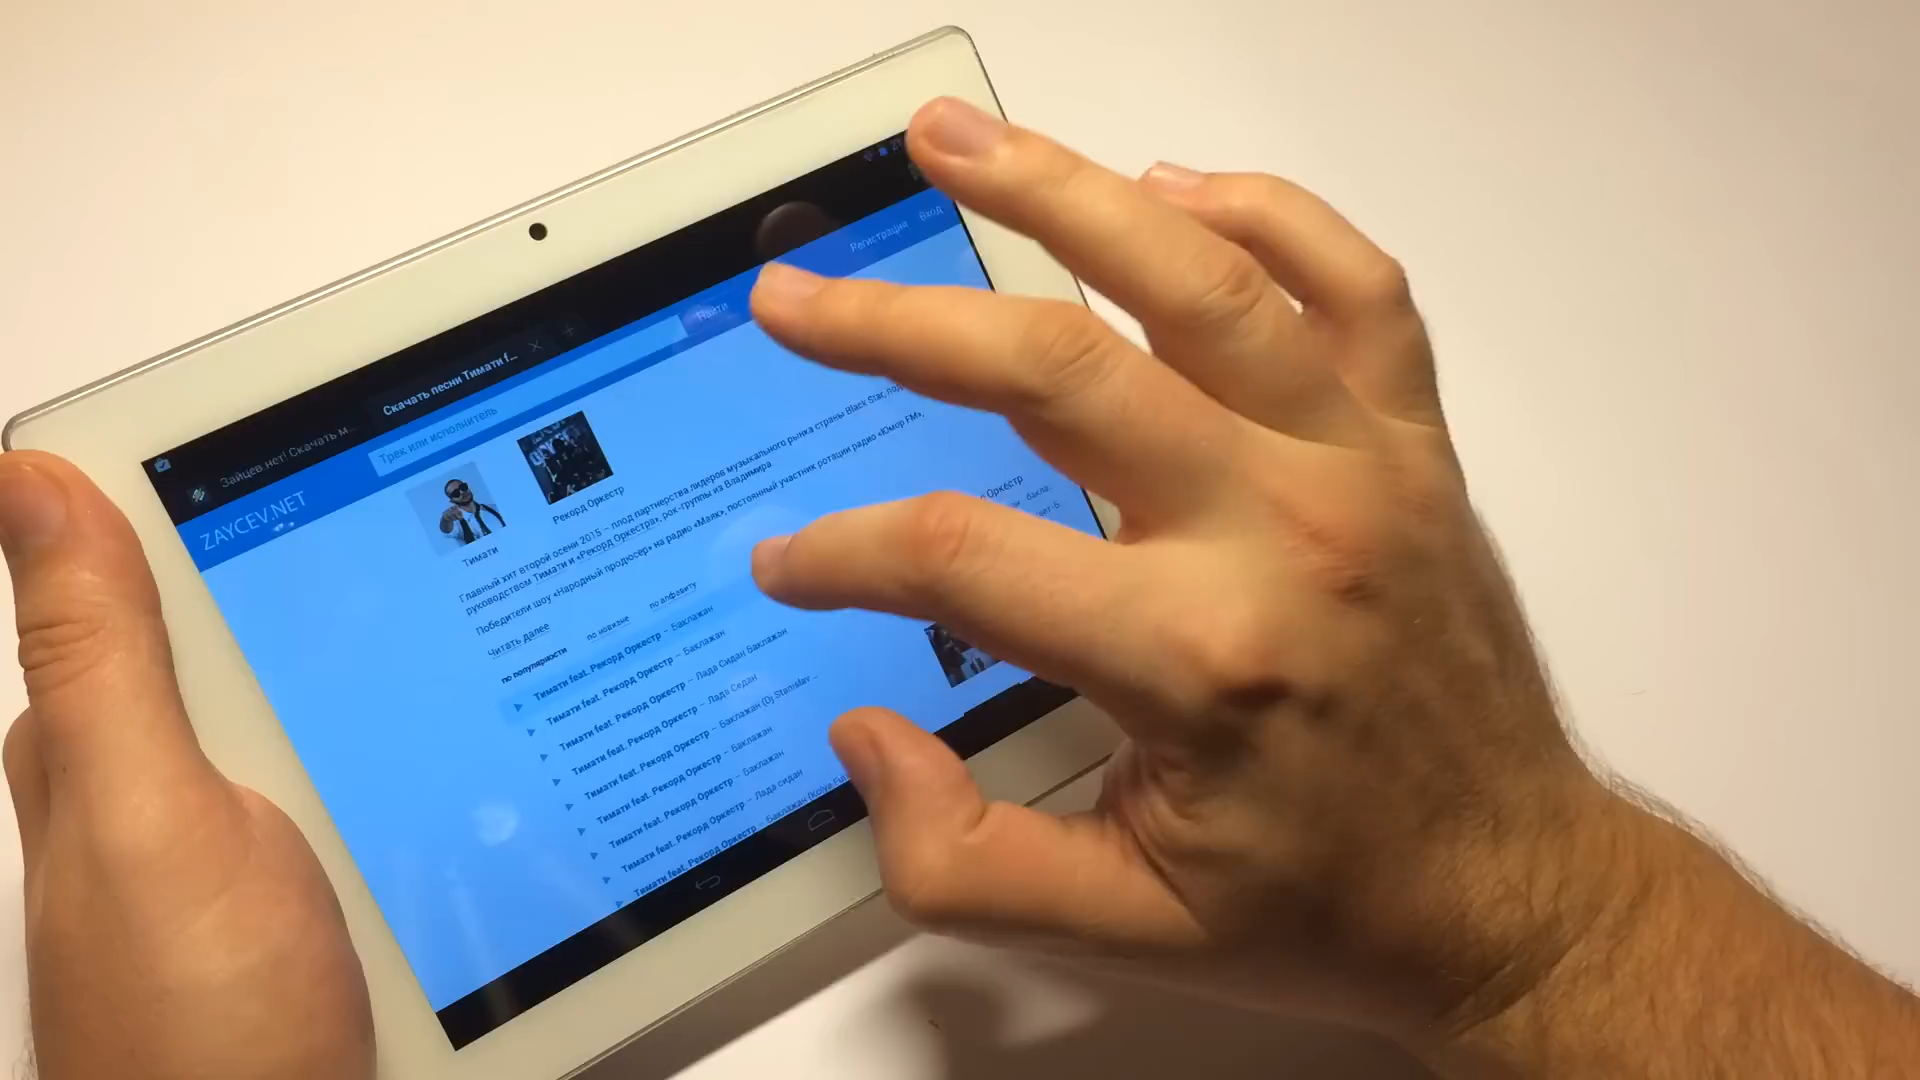 Зайцев.нет! Скачать м...
Скачать песни Тимати f...
Регистрация Вход
ZAYCEV.NET
Трек или исполнитель
Найти
Тимати
Рекорд Оркестр
Главный хит второй осени 2015 – плод партнерства лидеров музыкального рынка страны Black Star, под
руководством Тимати и «Рекорд Оркестра», рок-группы из Владимира
Победители шоу «Народный продюсер» на радио «Маяк», постоянный участник ротации радио «Юмор FM»,
Читать далее
по популярности по новизне по алфавиту
Тимати feat. Рекорд Оркестр – Баклажан
Тимати feat. Рекорд Оркестр – Баклажан
Тимати feat. Рекорд Оркестр – Лада Сидан Баклажан
Тимати feat. Рекорд Оркестр – Лада Седан
Тимати feat. Рекорд Оркестр – Баклажан (Dj Stanislav ...
Тимати feat. Рекорд Оркестр – Баклажан
Тимати feat. Рекорд Оркестр – Баклажан
Тимати feat. Рекорд Оркестр – Лада сидан
Тимати feat. Рекорд Оркестр – Баклажан (Kolya
Оркестр